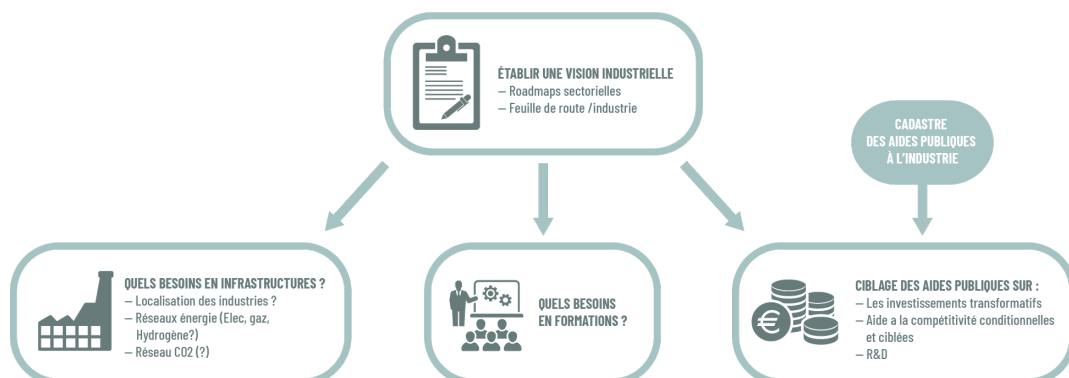 ÉTABLIR UNE VISION INDUSTRIELLE
– Roadmaps sectorielles
– Feuille de route /industrie
CADASTRE
DES AIDES PUBLIQUES
À L'INDUSTRIE
QUELS BESOINS EN INFRASTRUCTURES ?
– Localisation des industries ?
– Réseaux énergie (Elec, gaz,
Hydrogène?)
– Réseau CO2 (?)
QUELS BESOINS
EN FORMATIONS ?
CIBLAGE DES AIDES PUBLIQUES SUR :
– Les investissements transformatifs
– Aide a la compétitivité conditionnelles
et ciblées
– R&D
€